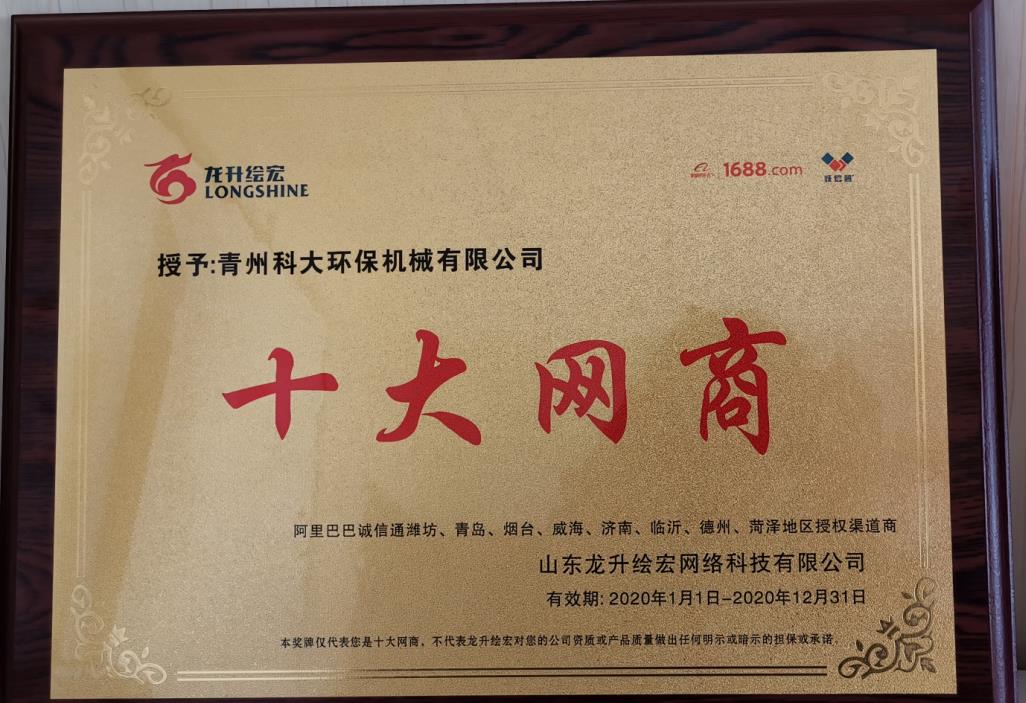 龙升绘宏
LONGSHINE
1688.com
诚信通
授予:青州科大环保机械有限公司
十大网商
阿里巴巴诚信通潍坊、青岛、烟台、威海、济南、临沂、德州、菏泽地区授权渠道商
山东龙升绘宏网络科技有限公司
有效期: 2020年1月1日-2020年12月31日
本奖牌仅代表您是十大网商，不代表龙升绘宏对您的公司资质或产品质量做出任何明示或暗示的担保或承诺。